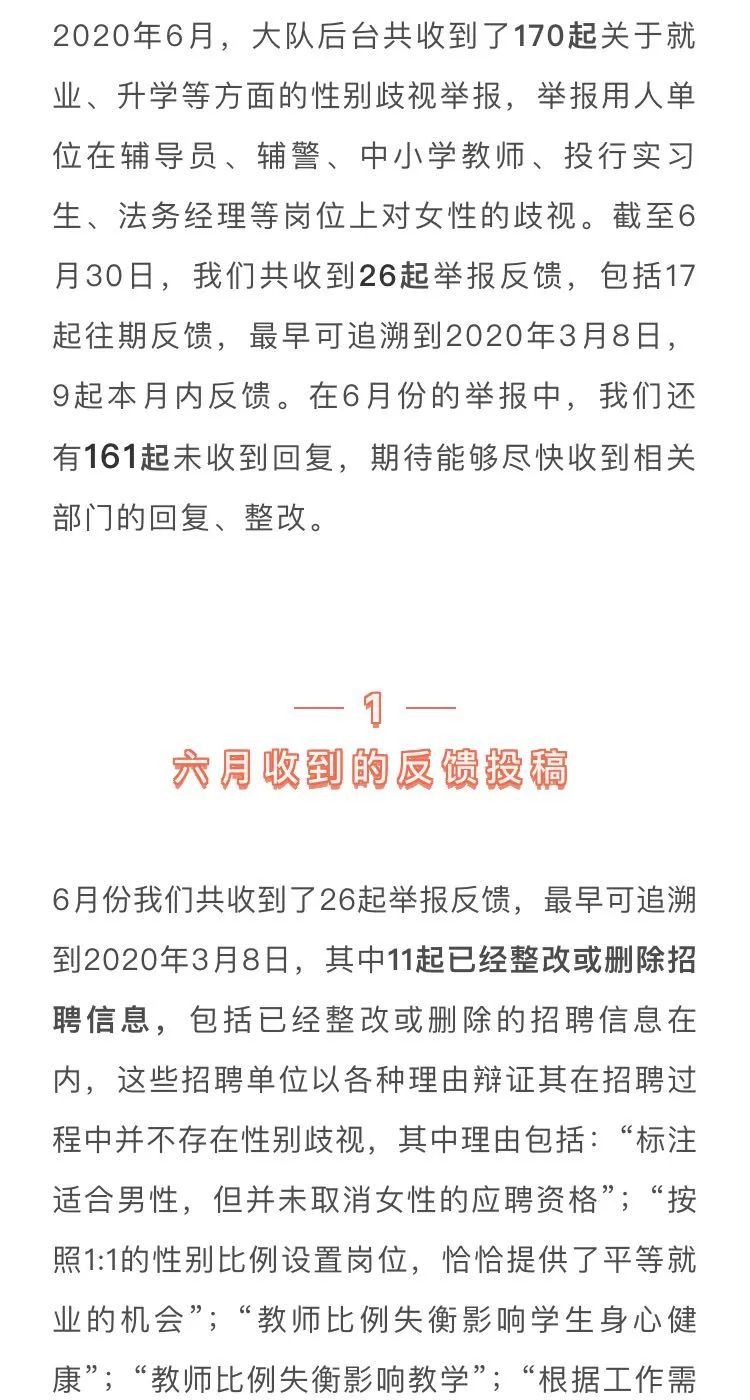 2020年6月，大队后台共收到了170起关于就
业、升学等方面的性别歧视举报，举报用人单
位在辅导员、辅警、中小学教师、投行实习
生、法务经理等岗位上对女性的歧视。截至6
月30日，我们共收到26起举报反馈，包括17
起往期反馈，最早可追溯到2020年3月8日，
9起本月内反馈。在6月份的举报中，我们还
有161起未收到回复，期待能够尽快收到相关
部门的回复、整改。
1
六月收到的反馈投稿
6月份我们共收到了26起举报反馈，最早可追溯
到2020年3月8日，其中11起已经整改或删除招
聘信息，包括已经整改或删除的招聘信息在
内，这些招聘单位以各种理由辩证其在招聘过
程中并不存在性别歧视，其中理由包括：“标注
适合男性，但并未取消女性的应聘资格”；“按
照1:1的性别比例设置岗位，恰恰提供了平等就
业的机会”；“教师比例失衡影响学生身心健
康”；“教师比例失衡影响教学”；“根据工作需